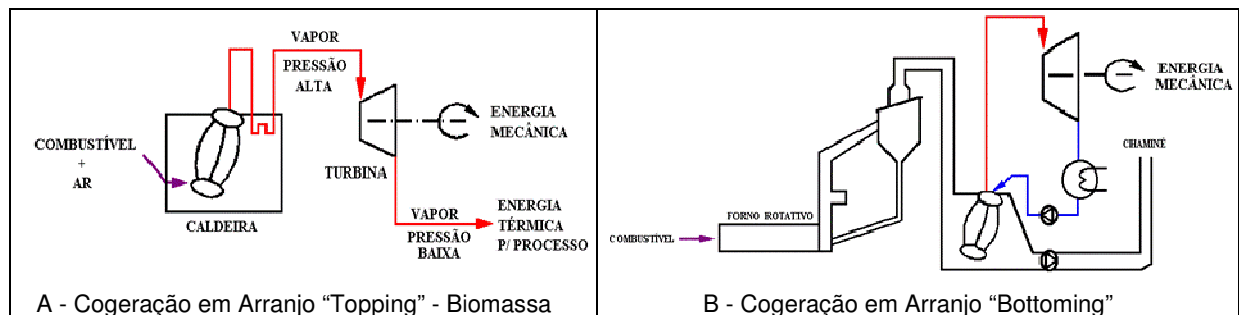 VAPOR
PRESSÃO
ALTA
COMBUSTÍVEL
+
AR
CALDEIRA
TURBINA
ENERGIA
MECÂNICA
VAPOR
PRESSÃO
BAIXA
ENERGIA
TÉRMICA
P/ PROCESSO
A - Cogeração em Arranjo “Topping” - Biomassa
ENERGIA
MECÂNICA
CHAMINÉ
FORNO ROTATIVO
COMBUSTÍVEL
B - Cogeração em Arranjo “Bottoming”